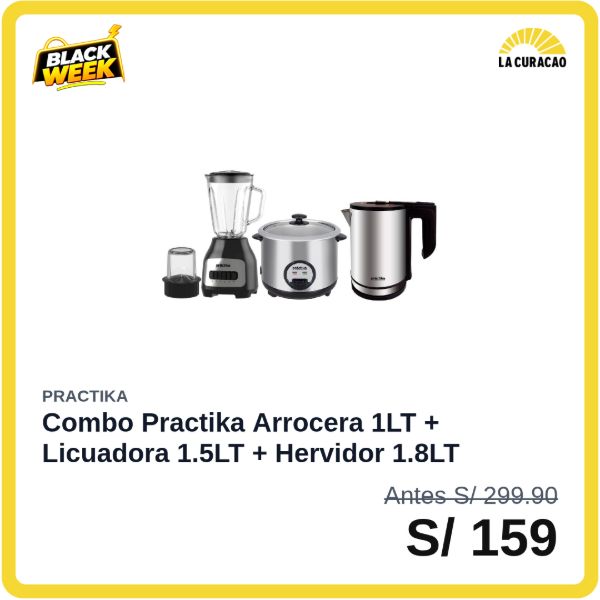 BLACK
WEEK
LA CURACAO
PRACTIKA
Combo Practika Arrocera 1LT +
Licuadora 1.5LT + Hervidor 1.8LT
Antes S/ 299.90
S/ 159